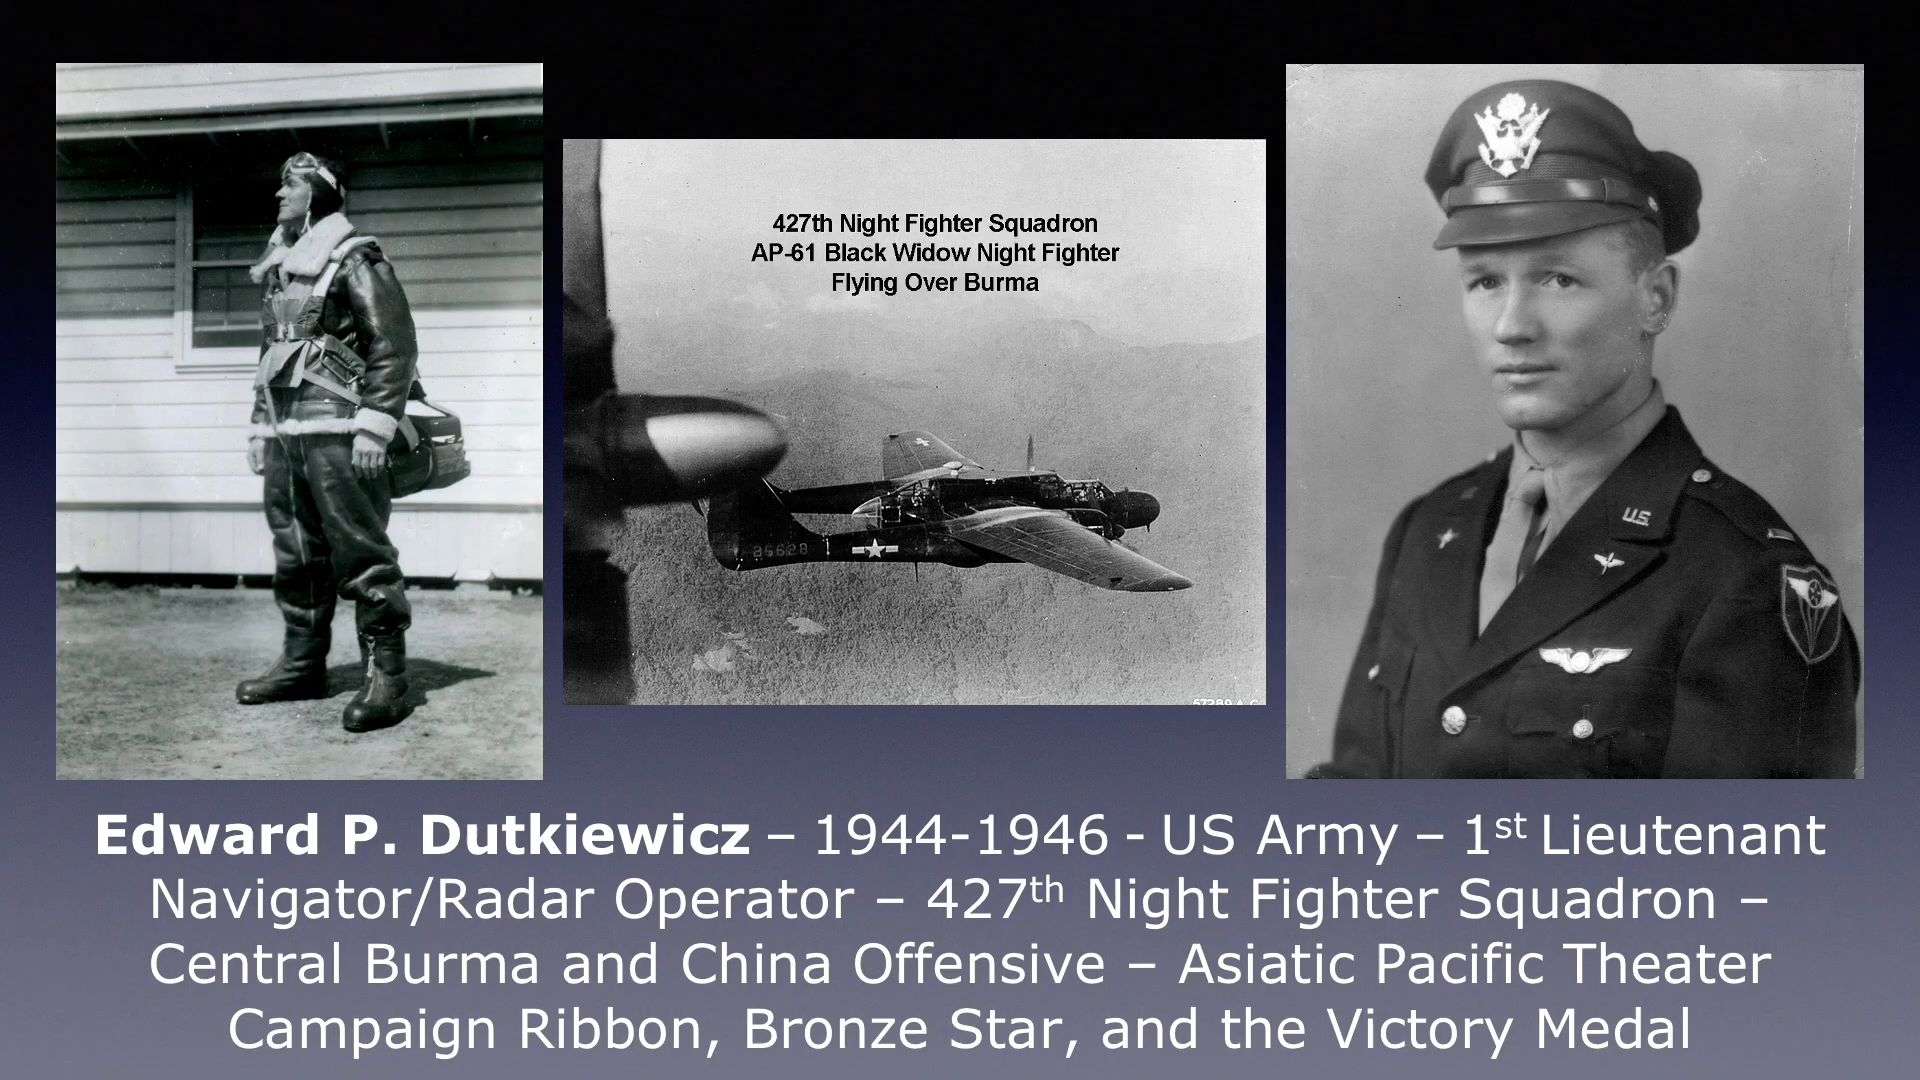 427th Night Fighter Squadron
AP-61 Black Widow Night Fighter
Flying Over Burma
25628
U.S.
Edward P. Dutkiewicz – 1944-1946 - US Army – 1st Lieutenant
Navigator/Radar Operator – 427th Night Fighter Squadron –
Central Burma and China Offensive – Asiatic Pacific Theater
Campaign Ribbon, Bronze Star, and the Victory Medal